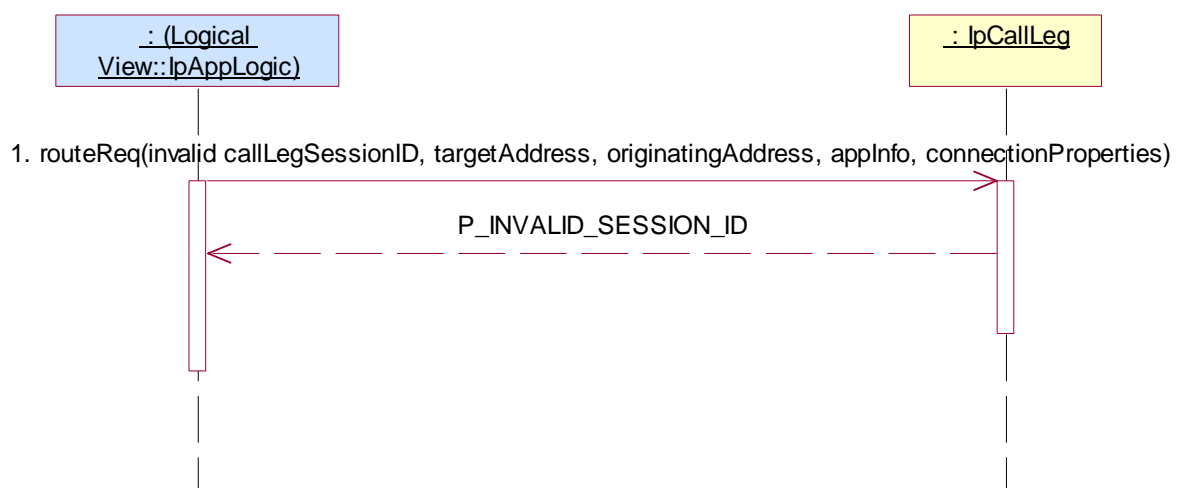 : (Logical
View::IpAppLogic)
: IpCallLeg
1. routeReq(invalid callLegSessionID, targetAddress, originatingAddress, appInfo, connectionProperties)
P_INVALID_SESSION_ID